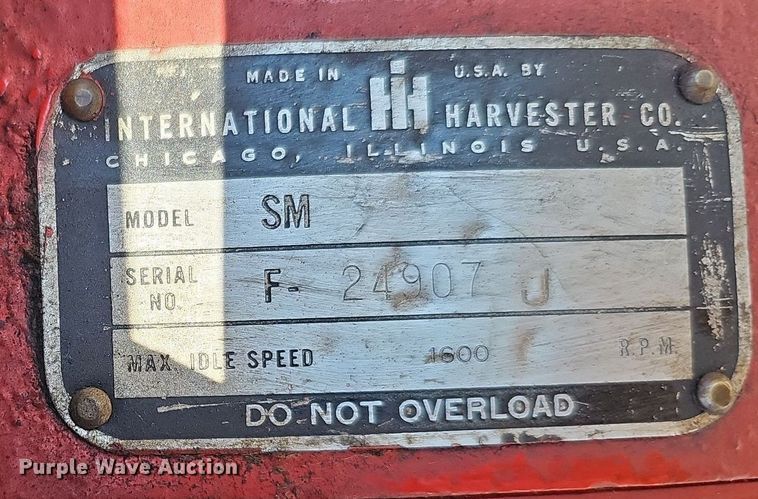 MADE IN IH U.S.A. BY
INTERNATIONAL HARVESTER CO.
CHICAGO, ILLINOIS U.S.A.
MODEL SM
SERIAL NO. F- 24907 J
MAX. IDLE SPEED 1600 R.P.M.
DO NOT OVERLOAD
Purple Wave Auction